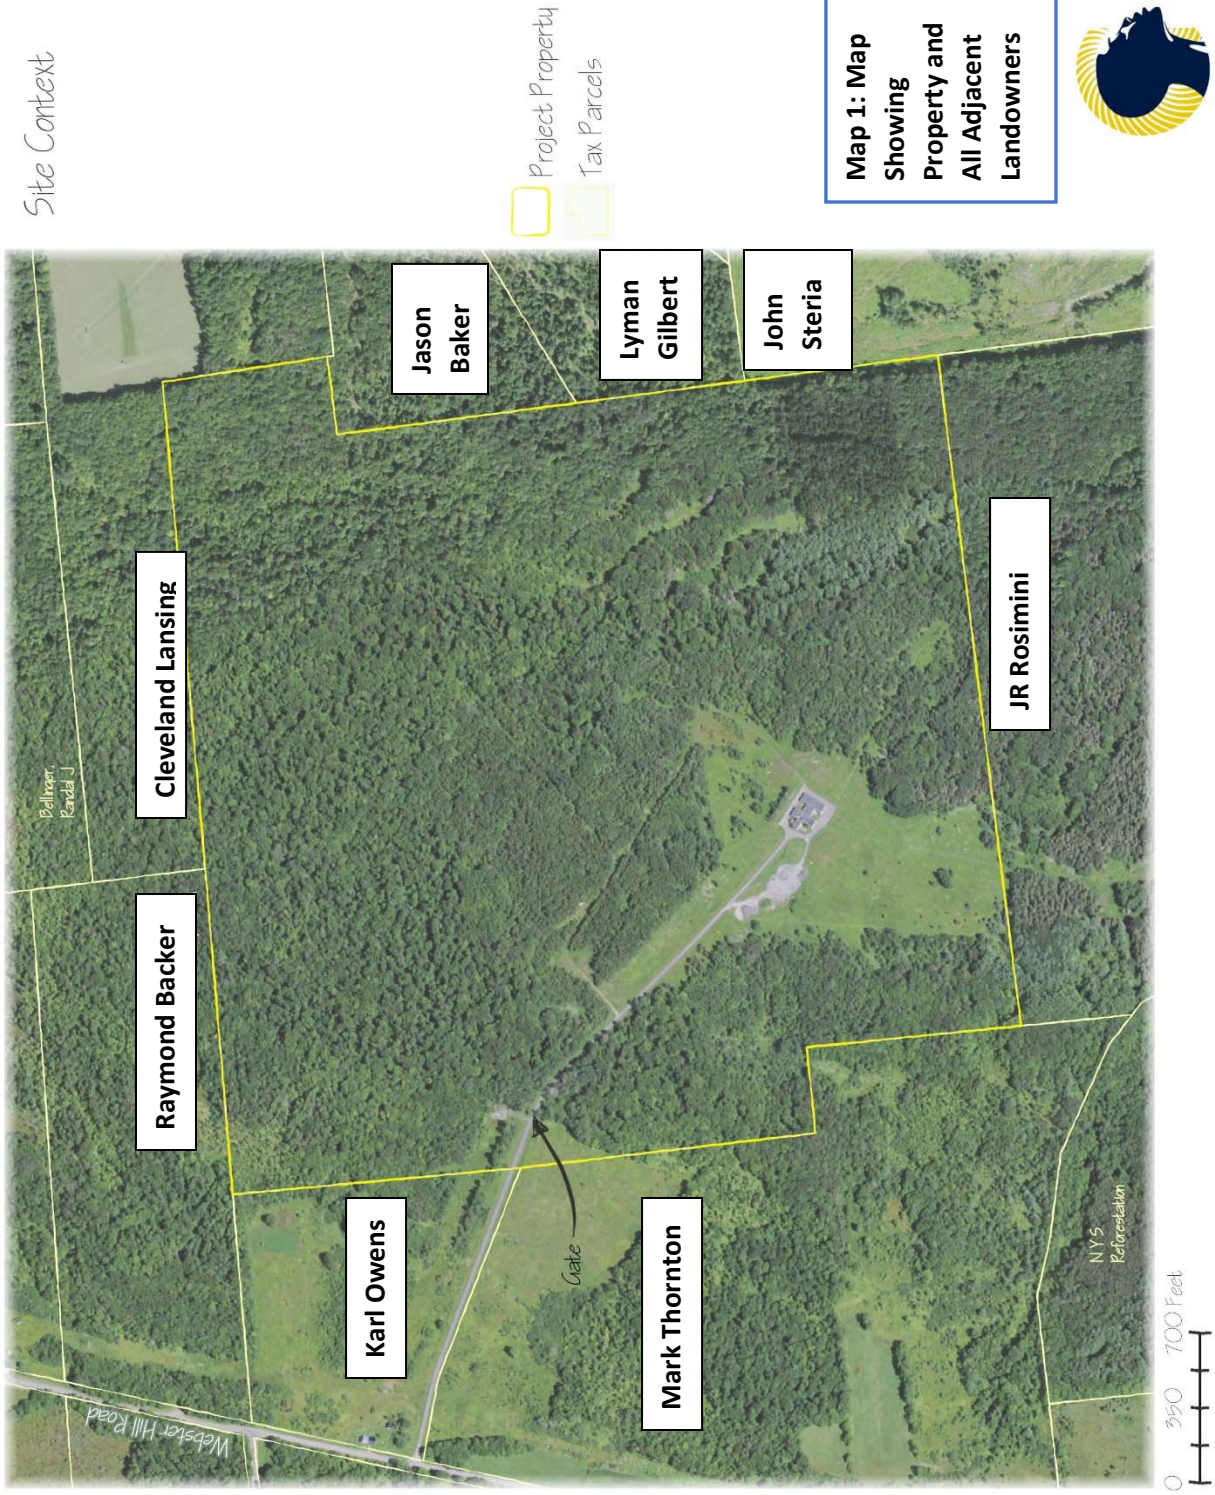 Site Context
Project Property
Tax Parcels
Map 1: Map
Showing
Property and
All Adjacent
Landowners
Bellinger,
Randal J
Cleveland Lansing
Raymond Backer
Jason
Baker
Lyman
Gilbert
John
Steria
JR Rosimini
Karl Owens
Mark Thornton
Gate
Webster Hill Road
NYS
Reforestation
0 350 700 Feet